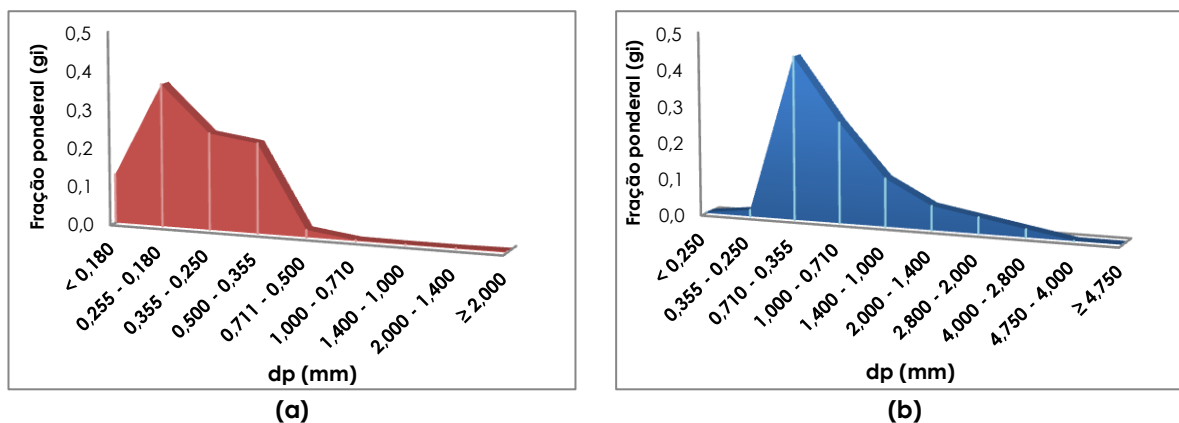 Fração ponderal (gi)
0,5
0,4
0,3
0,2
0,1
0,0
< 0,180
0,255 - 0,180
0,355 - 0,250
0,500 - 0,355
0,711 - 0,500
1,000 - 0,710
1,400 - 1,000
2,000 - 1,400
≥ 2,000
dp (mm)
(a)
Fração ponderal (gi)
0,5
0,4
0,3
0,2
0,1
0,0
< 0,250
0,355 - 0,250
0,710 - 0,355
1,000 - 0,710
1,400 - 1,000
2,000 - 1,400
2,800 - 2,000
4,000 - 2,800
4,750 - 4,000
≥ 4,750
dp (mm)
(b)